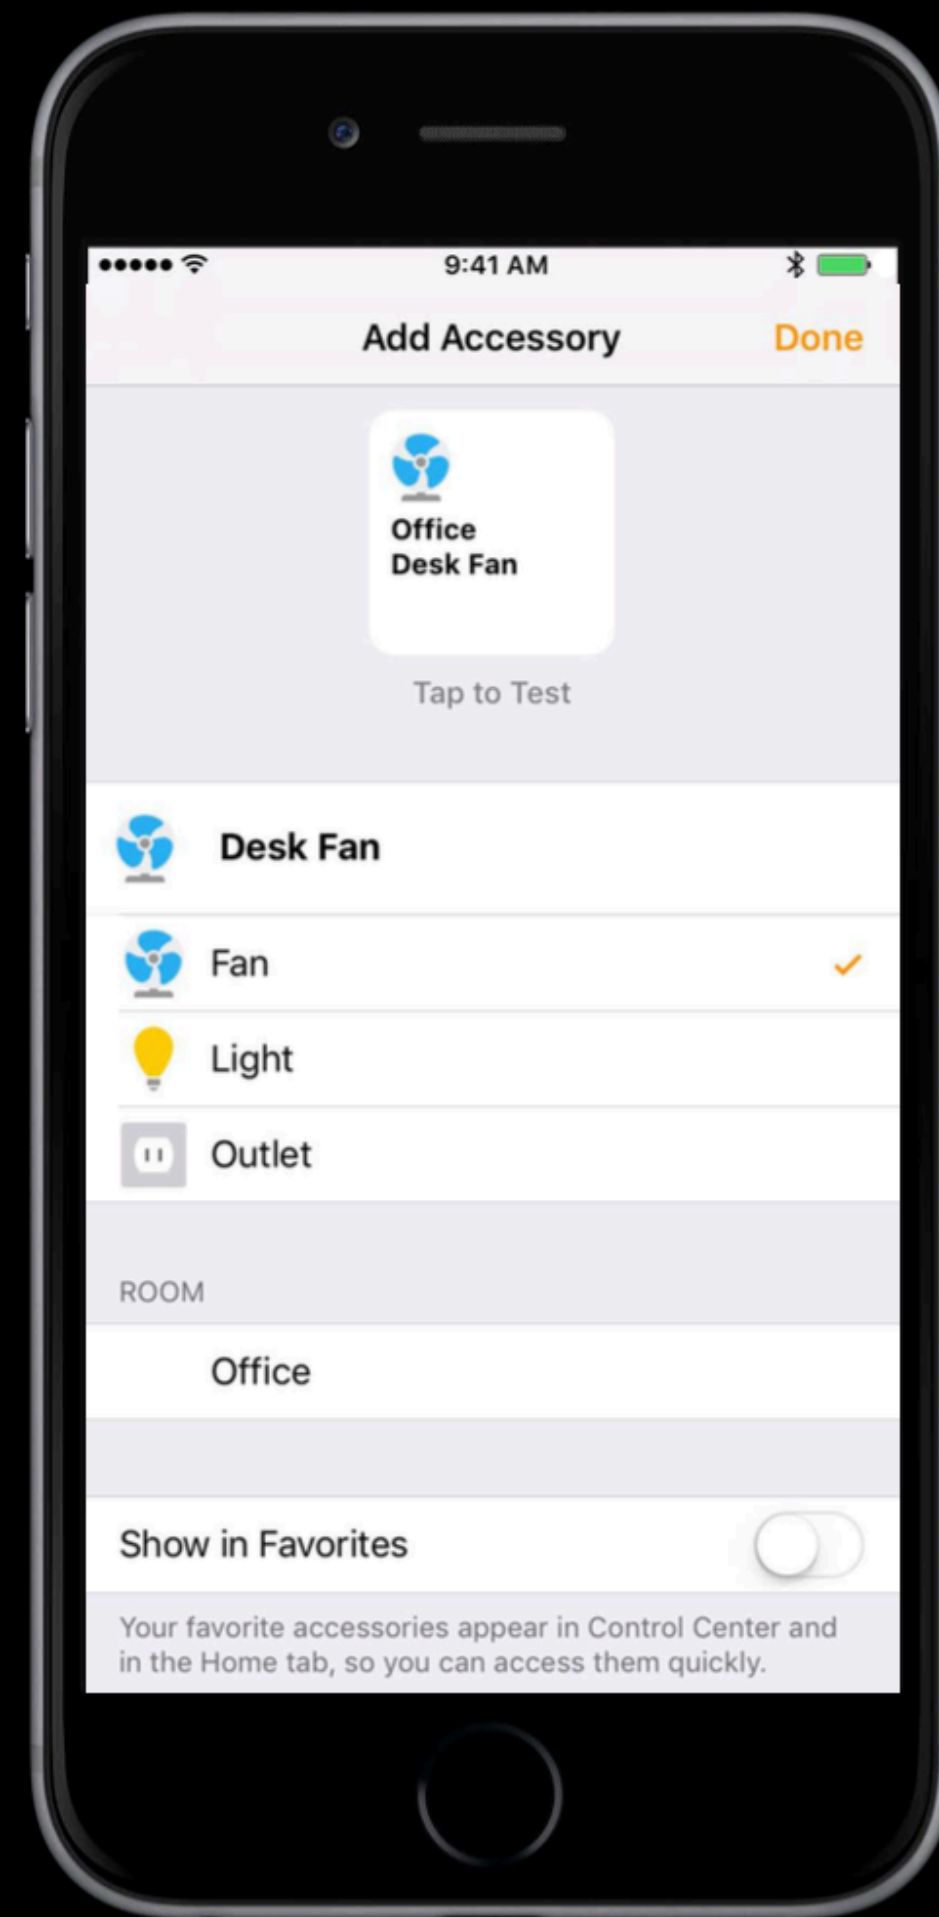 9:41 AM
Add Accessory
Done
Office
Desk Fan
Tap to Test
Desk Fan
Fan
Light
Outlet
ROOM
Office
Show in Favorites
Your favorite accessories appear in Control Center and
in the Home tab, so you can access them quickly.